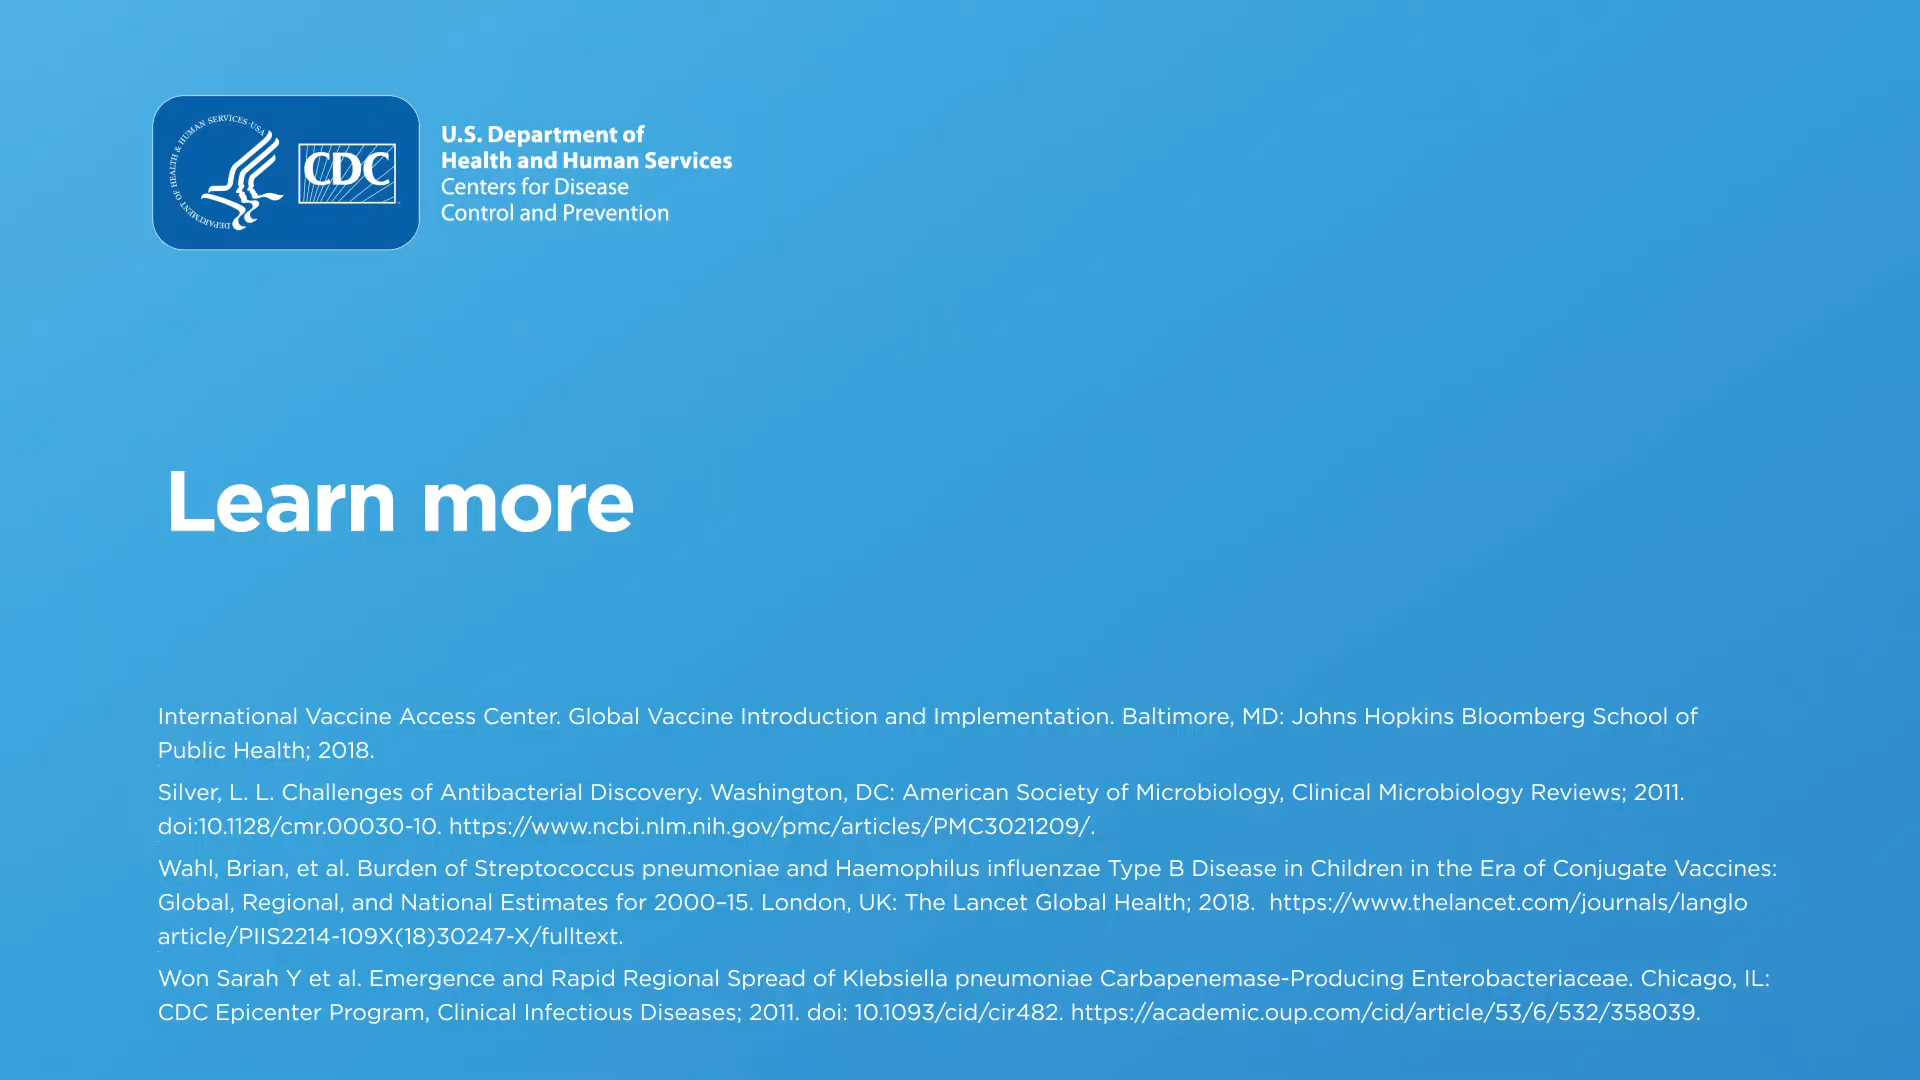 DEPARTMENT OF HEALTH & HUMAN SERVICES·USA
CDC
U.S. Department of
Health and Human Services
Centers for Disease
Control and Prevention
Learn more
International Vaccine Access Center. Global Vaccine Introduction and Implementation. Baltimore, MD: Johns Hopkins Bloomberg School of
Public Health; 2018.
Silver, L. L. Challenges of Antibacterial Discovery. Washington, DC: American Society of Microbiology, Clinical Microbiology Reviews; 2011.
doi:10.1128/cmr.00030-10. https://www.ncbi.nlm.nih.gov/pmc/articles/PMC3021209/.
Wahl, Brian, et al. Burden of Streptococcus pneumoniae and Haemophilus influenzae Type B Disease in Children in the Era of Conjugate Vaccines:
Global, Regional, and National Estimates for 2000–15. London, UK: The Lancet Global Health; 2018. https://www.thelancet.com/journals/langlo
article/PIIS2214-109X(18)30247-X/fulltext.
Won Sarah Y et al. Emergence and Rapid Regional Spread of Klebsiella pneumoniae Carbapenemase-Producing Enterobacteriaceae. Chicago, IL:
CDC Epicenter Program, Clinical Infectious Diseases; 2011. doi: 10.1093/cid/cir482. https://academic.oup.com/cid/article/53/6/532/358039.